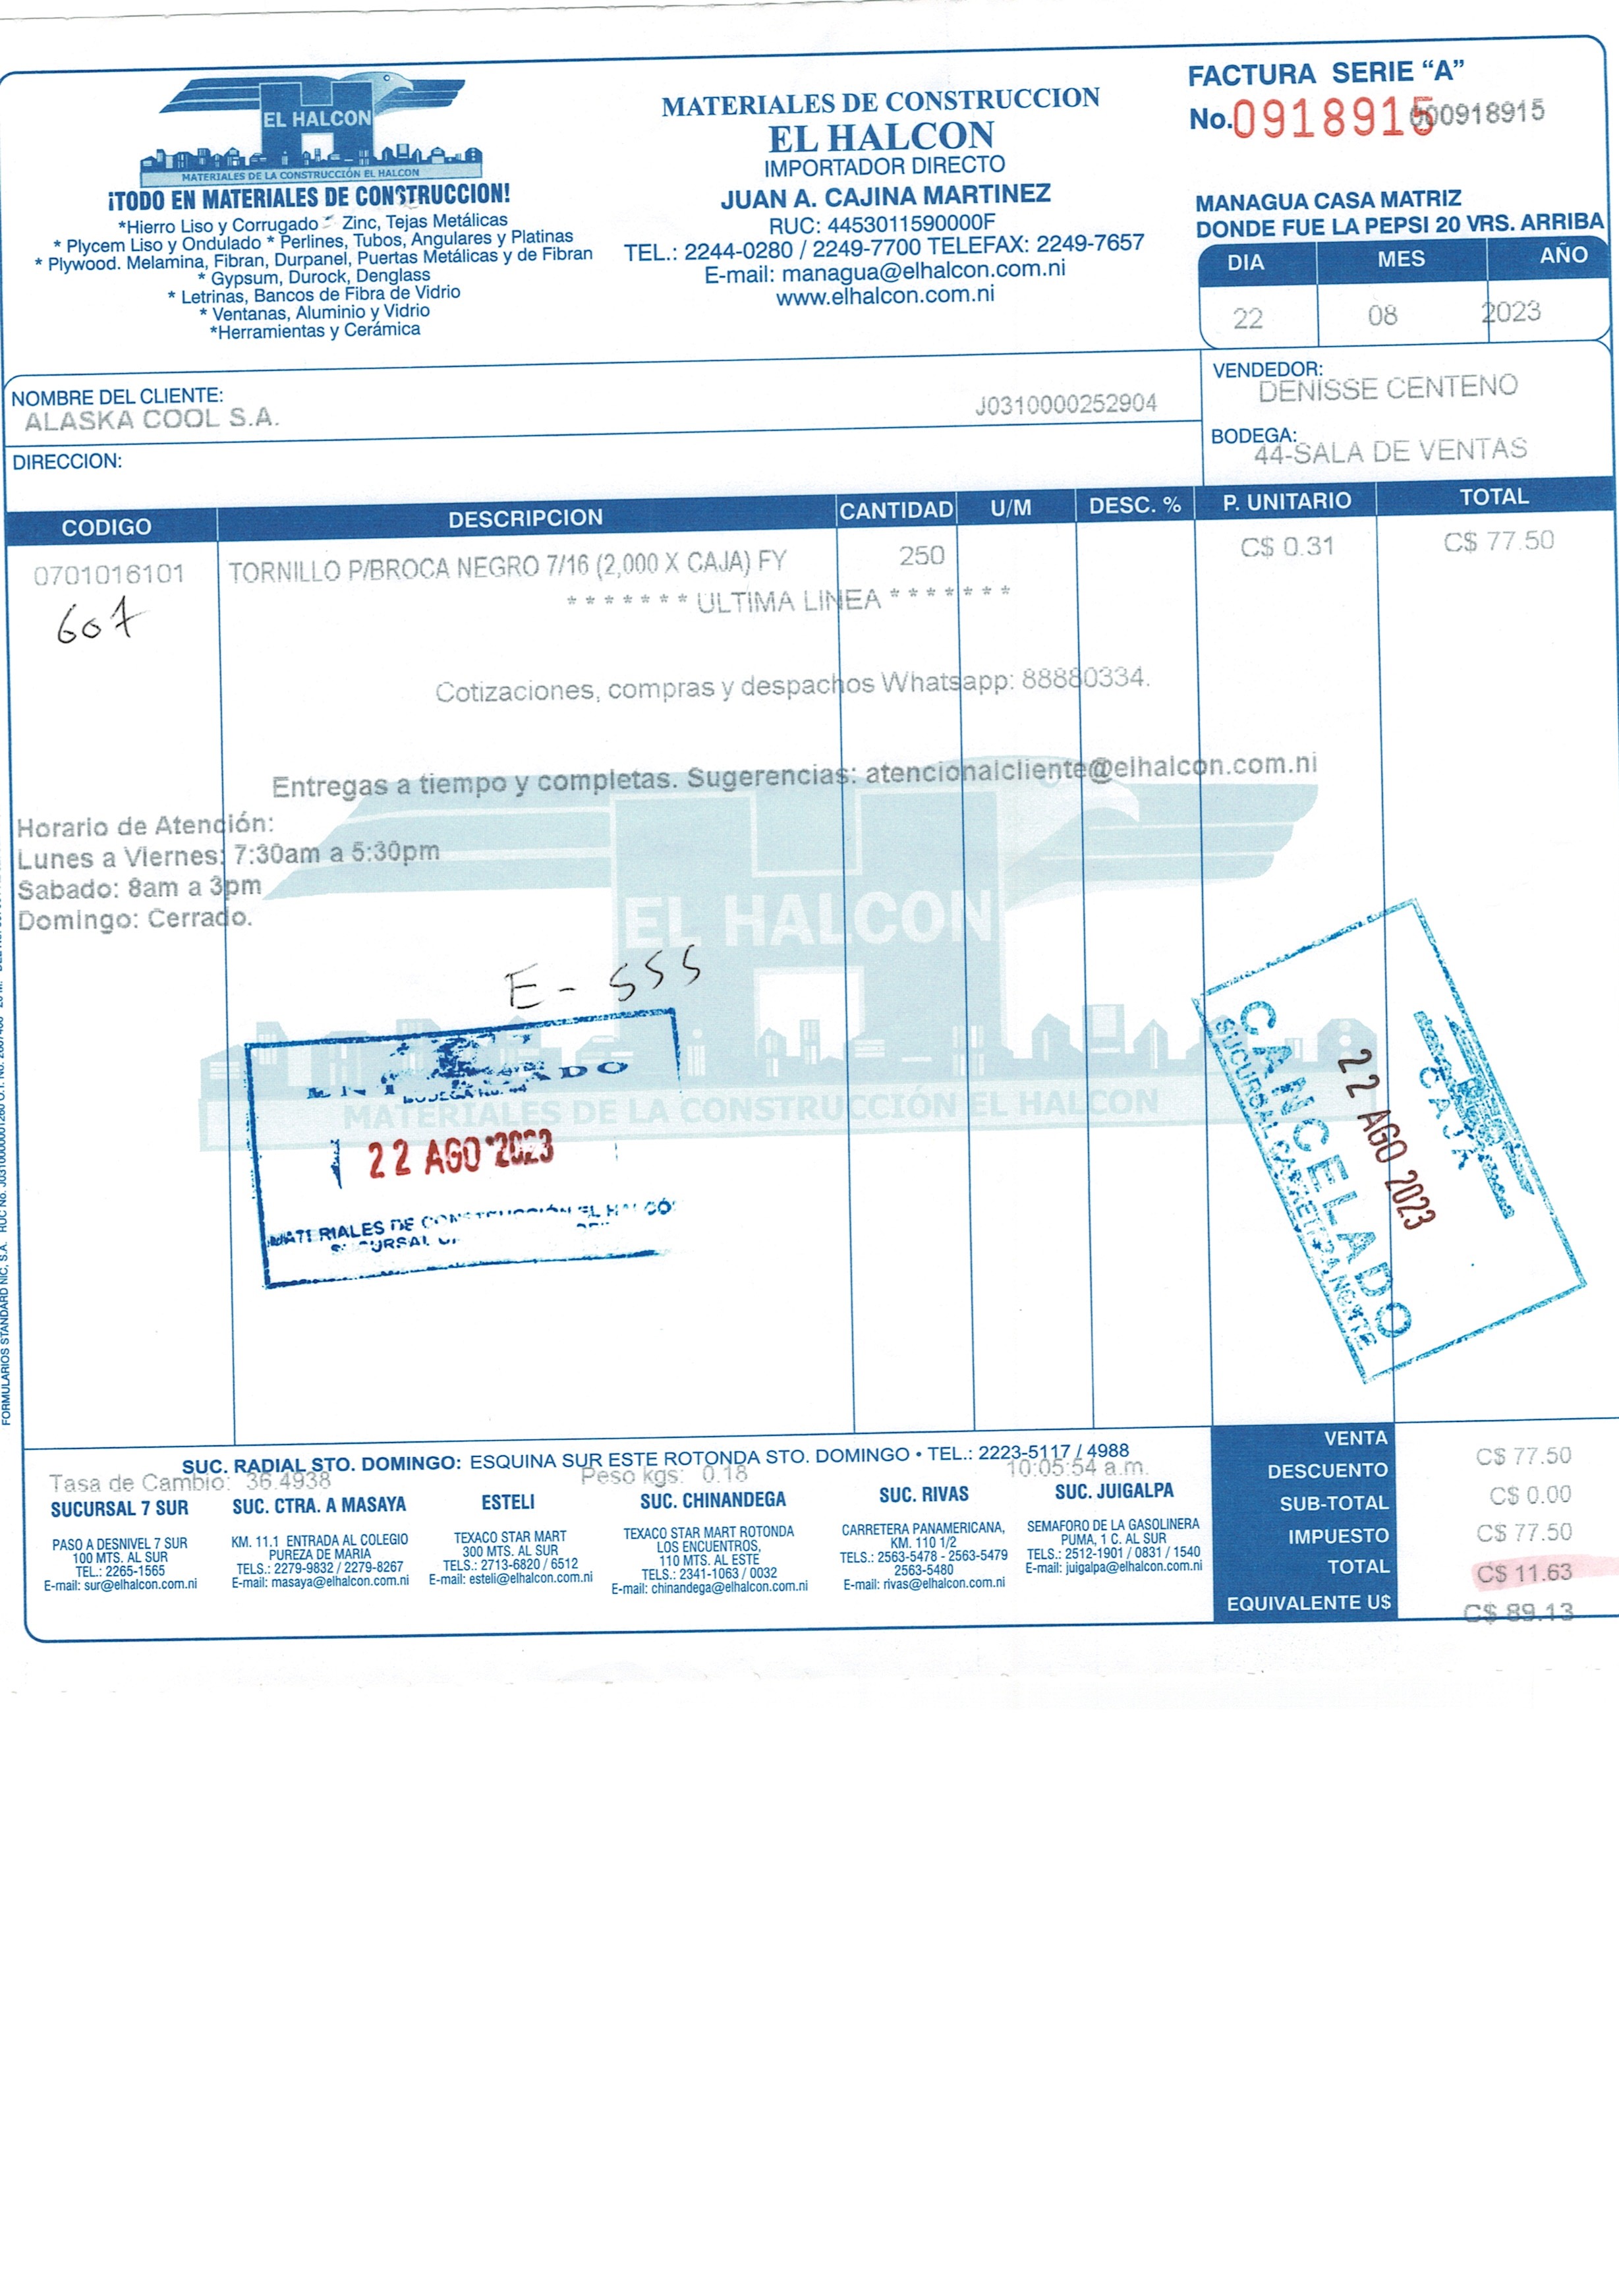 EL HALCON
MATERIALES DE LA CONSTRUCCIÓN EL HALCON
¡TODO EN MATERIALES DE CONSTRUCCION!
*Hierro Liso y Corrugado Zinc, Tejas Metálicas
* Plycem Liso y Ondulado * Perlines, Tubos, Angulares y Platinas
* Plywood. Melamina, Fibran, Durpanel, Puertas Metálicas y de Fibran
* Gypsum, Durock, Denglass
* Letrinas, Bancos de Fibra de Vidrio
* Ventanas, Aluminio y Vidrio
*Herramientas y Cerámica
MATERIALES DE CONSTRUCCION
EL HALCON
IMPORTADOR DIRECTO
JUAN A. CAJINA MARTINEZ
RUC: 4453011590000F
TEL.: 2244-0280 / 2249-7700 TELEFAX: 2249-7657
E-mail: managua@elhalcon.com.ni
www.elhalcon.com.ni
FACTURA SERIE “A”
No. 0918915 000918915
MANAGUA CASA MATRIZ
DONDE FUE LA PEPSI 20 VRS. ARRIBA
DIA MES AÑO
22 08 2023
NOMBRE DEL CLIENTE:
ALASKA COOL S.A. J0310000252904
DIRECCION:
VENDEDOR:
DENISSE CENTENO
BODEGA:
44-SALA DE VENTAS
CODIGO DESCRIPCION CANTIDAD U/M DESC. % P. UNITARIO TOTAL
0701016101 TORNILLO P/BROCA NEGRO 7/16 (2,000 X CAJA) FY 250 C$ 0.31 C$ 77.50
607 * * * * * * * ULTIMA LINEA * * * * * * *
Cotizaciones, compras y despachos Whatsapp: 88880334.
Entregas a tiempo y completas. Sugerencias: atencionalcliente@elhalcon.com.ni
Horario de Atención:
Lunes a Viernes: 7:30am a 5:30pm
Sabado: 8am a 3pm
Domingo: Cerrado.
EL HALCON
MATERIALES DE LA CONSTRUCCIÓN EL HALCON
E - 555
22 AGO 2023
MATERIALES DE CONSTRUCCIÓN EL HALCÓN
SUCURSAL
CAJA
22 AGO 2023
CANCELADO
SUCURSAL CARRETERA NORTE
FORMULARIOS STANDARD NIC, S.A.
SUC. RADIAL STO. DOMINGO: ESQUINA SUR ESTE ROTONDA STO. DOMINGO • TEL.: 2223-5117 / 4988
Tasa de Cambio: 36.4938 Peso kgs: 0.18 10:05:54 a.m.
SUCURSAL 7 SUR
PASO A DESNIVEL 7 SUR
100 MTS. AL SUR
TEL.: 2265-1565
E-mail: sur@elhalcon.com.ni
SUC. CTRA. A MASAYA
KM. 11.1 ENTRADA AL COLEGIO
PUREZA DE MARIA
TELS.: 2279-9832 / 2279-8267
E-mail: masaya@elhalcon.com.ni
ESTELI
TEXACO STAR MART
300 MTS. AL SUR
TELS.: 2713-6820 / 6512
E-mail: esteli@elhalcon.com.ni
SUC. CHINANDEGA
TEXACO STAR MART ROTONDA
LOS ENCUENTROS,
110 MTS. AL ESTE
TELS.: 2341-1063 / 0032
E-mail: chinandega@elhalcon.com.ni
SUC. RIVAS
CARRETERA PANAMERICANA,
KM. 110 1/2
TELS.: 2563-5478 - 2563-5479
2563-5480
E-mail: rivas@elhalcon.com.ni
SUC. JUIGALPA
SEMAFORO DE LA GASOLINERA
PUMA, 1 C. AL SUR
TELS.: 2512-1901 / 0831 / 1540
E-mail: juigalpa@elhalcon.com.ni
VENTA C$ 77.50
DESCUENTO C$ 0.00
SUB-TOTAL C$ 77.50
IMPUESTO C$ 11.63
TOTAL C$ 89.13
EQUIVALENTE U$